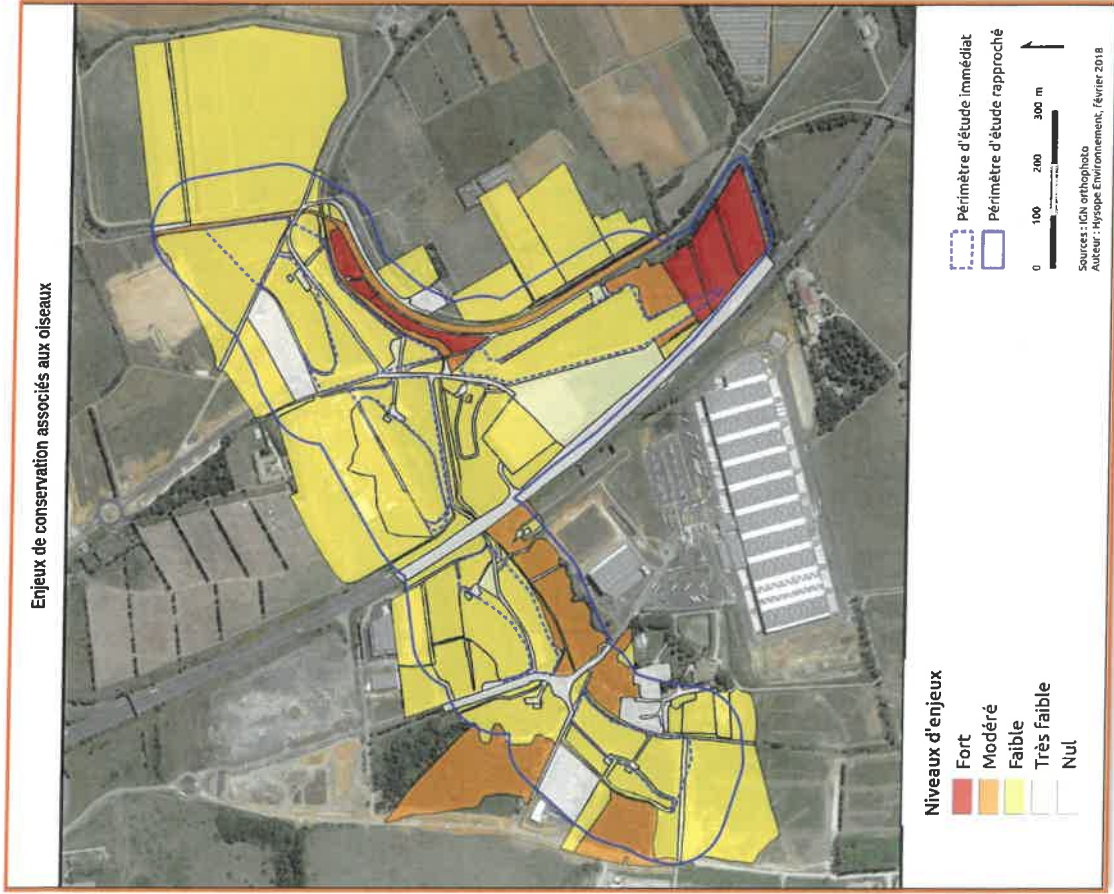 Enjeux de conservation associés aux oiseaux
Niveaux d'enjeux
Fort
Modéré
Faible
Très faible
Nul
Périmètre d'étude immédiat
Périmètre d'étude rapproché
0 100 200 300 m
Sources : IGN orthophoto
Auteur : Hysope Environnement, février 2018